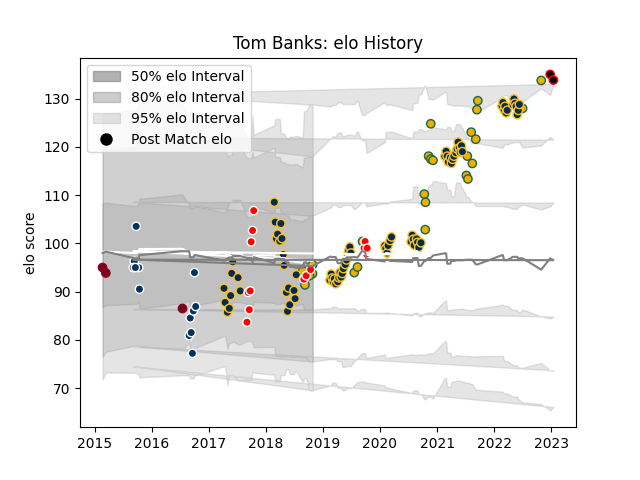 Tom Banks: elo History
50% elo Interval
80% elo Interval
95% elo Interval
Post Match elo
elo score
130
120
110
100
90
80
70
2015 2016 2017 2018 2019 2020 2021 2022 2023